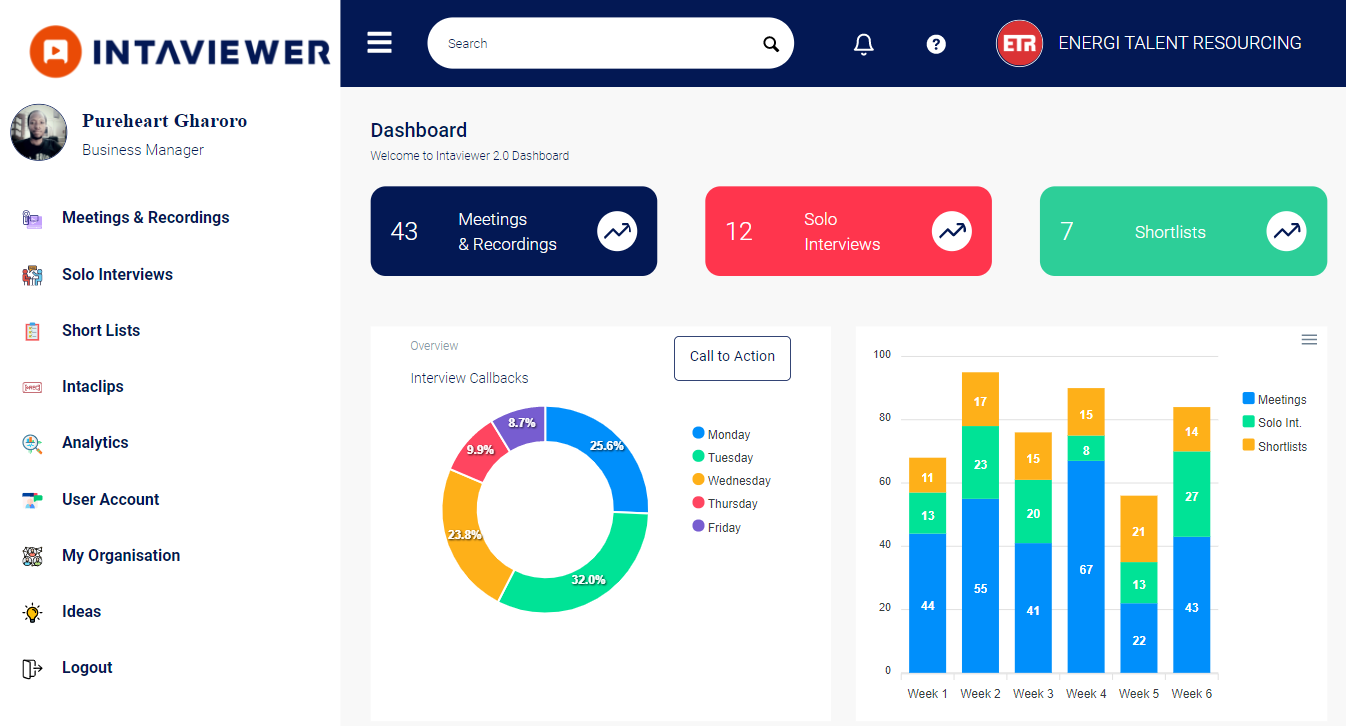 INTAVIEWER
Search
ETR
ENERGI TALENT RESOURCING
Pureheart Gharoro
Business Manager
Meetings & Recordings
Solo Interviews
Short Lists
Intaclips
Analytics
User Account
My Organisation
Ideas
Logout
Dashboard
Welcome to Intaviewer 2.0 Dashboard
43
Meetings
& Recordings
12
Solo
Interviews
7
Shortlists
Overview
Interview Callbacks
Call to Action
8.7%
25.6%
9.9%
23.8%
32.0%
Monday
Tuesday
Wednesday
Thursday
Friday
100
80
60
40
20
0
11
13
44
17
23
55
15
20
41
15
8
67
21
13
22
14
27
43
Week 1
Week 2
Week 3
Week 4
Week 5
Week 6
Meetings
Solo Int.
Shortlists